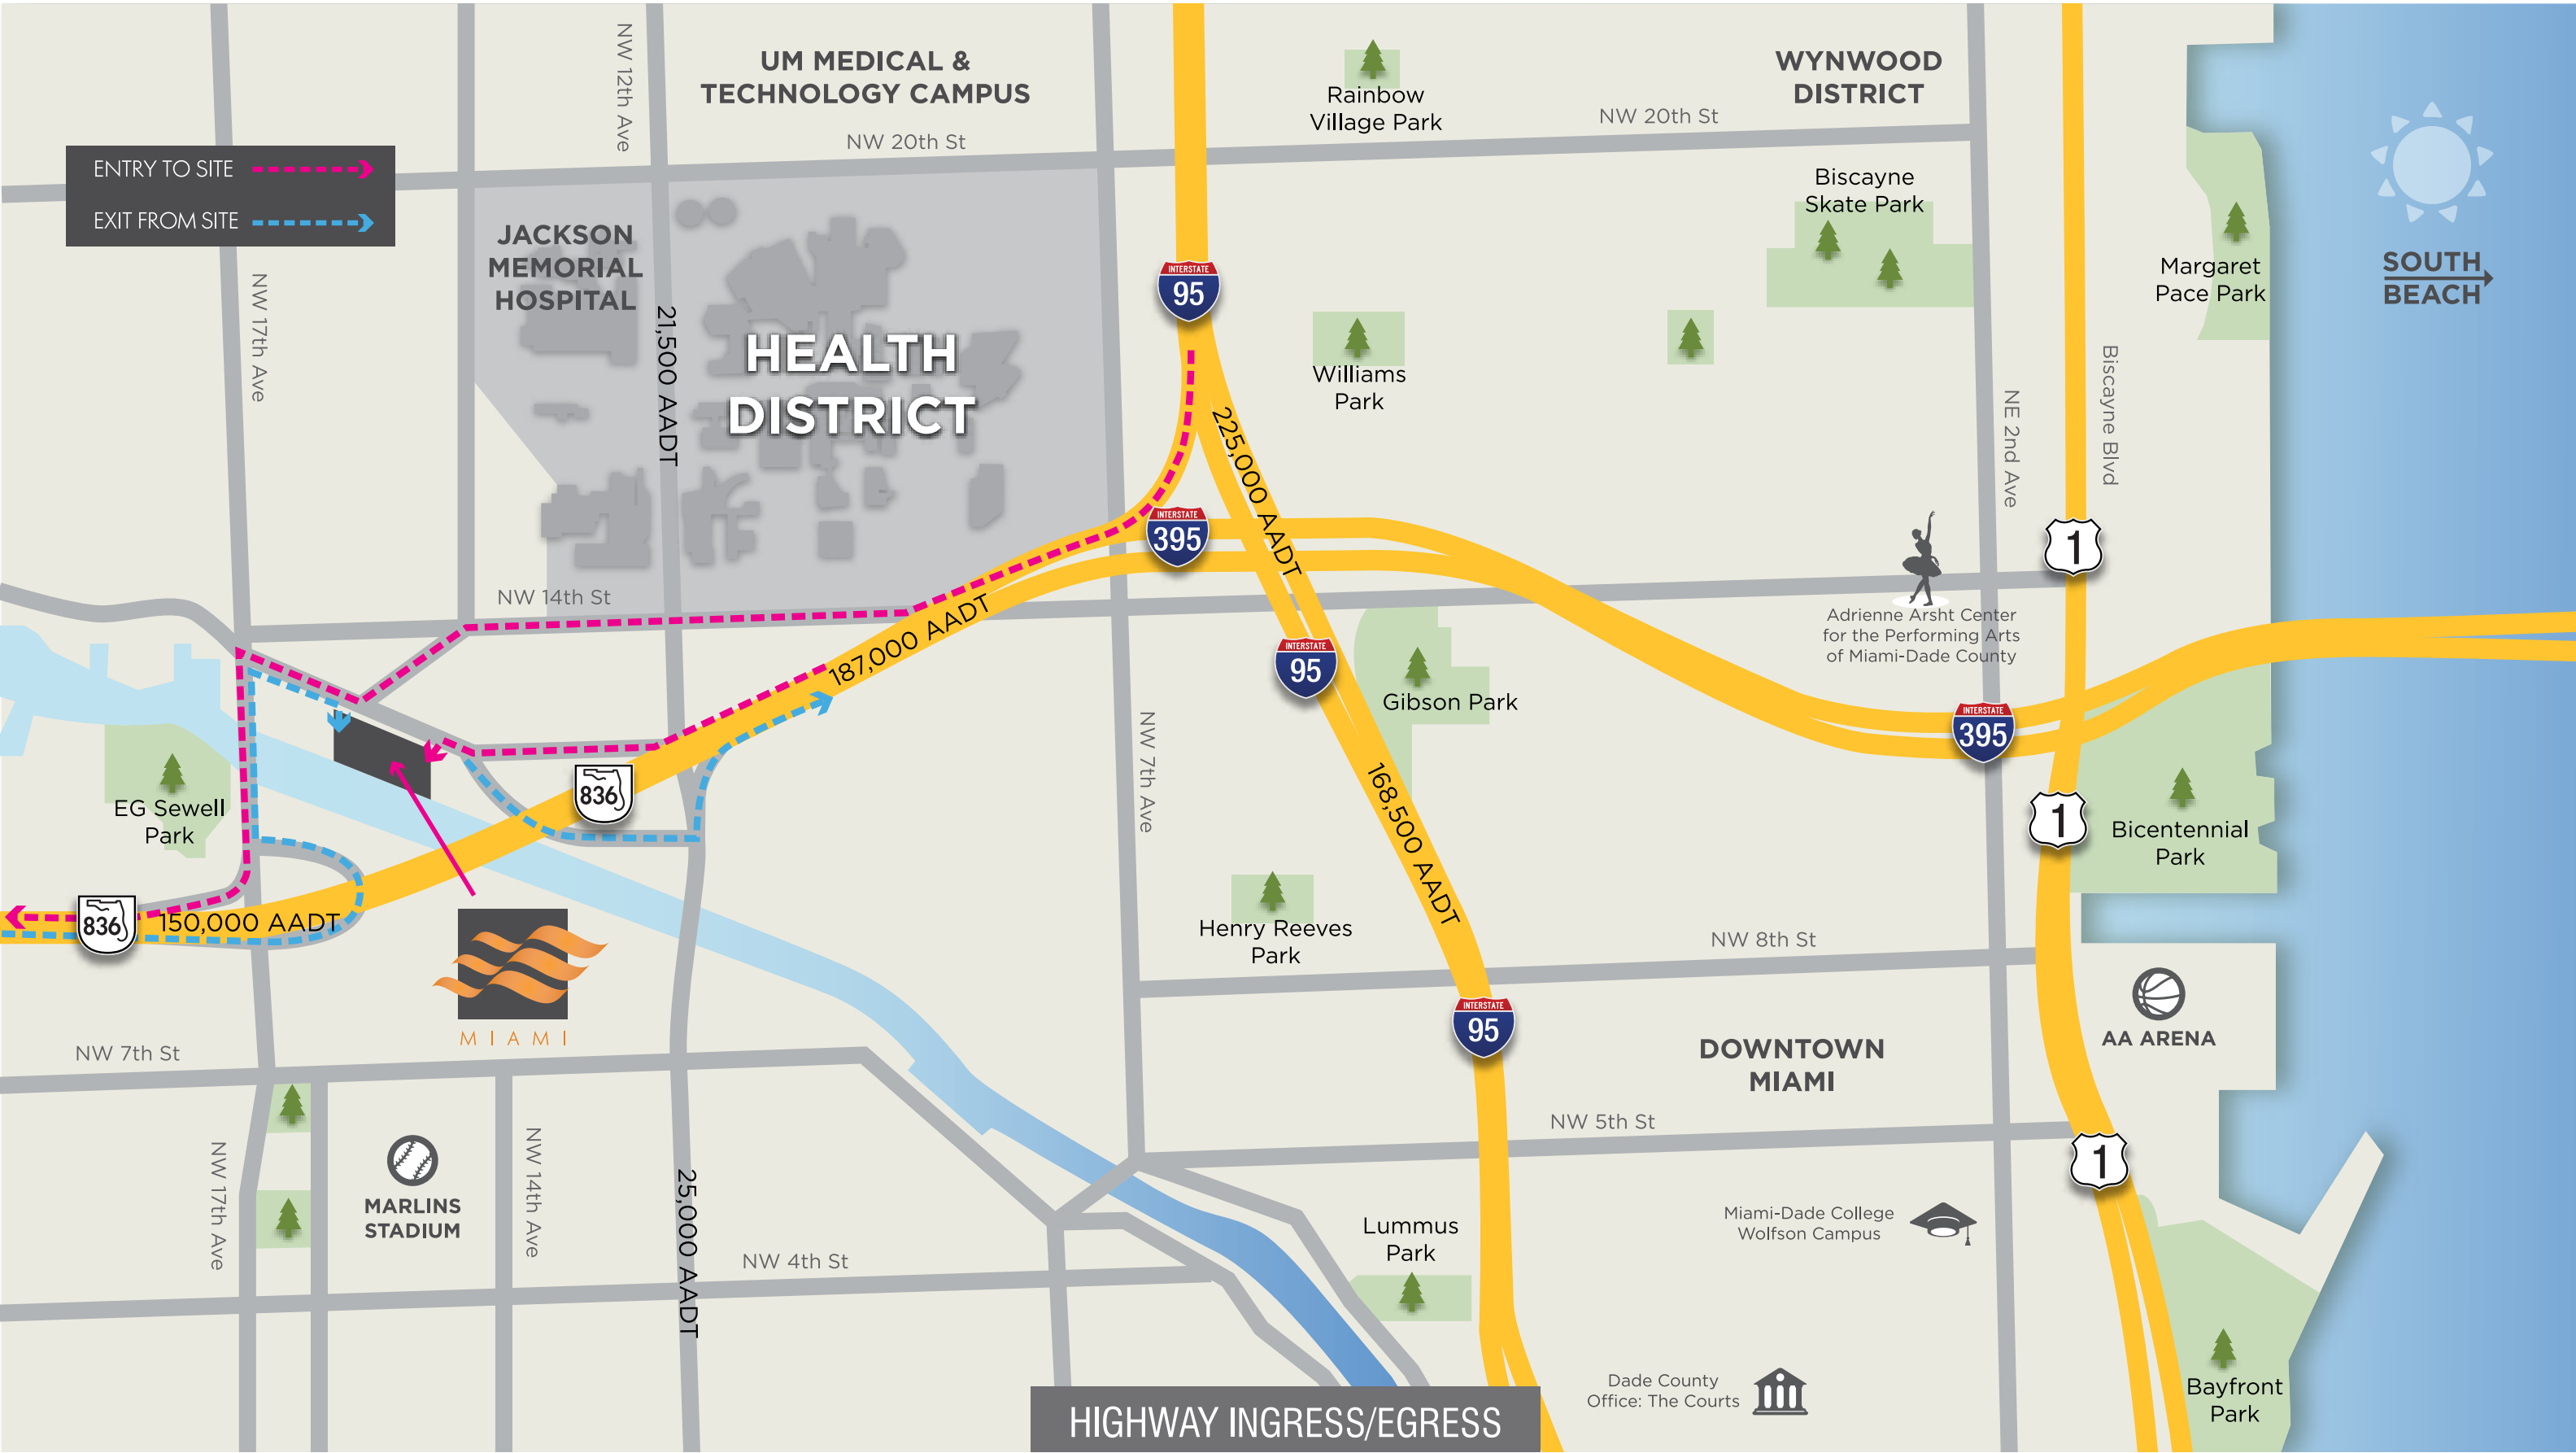 NW 12th Ave
UM MEDICAL &
TECHNOLOGY CAMPUS
Rainbow
Village Park
WYNWOOD
DISTRICT
NW 20th St
NW 20th St
ENTRY TO SITE
EXIT FROM SITE
Biscayne
Skate Park
JACKSON
MEMORIAL
HOSPITAL
Margaret
Pace Park
SOUTH
BEACH
NW 17th Ave
21,500 AADT
HEALTH
DISTRICT
INTERSTATE
95
Williams
Park
225,000 AADT
NE 2nd Ave
Biscayne Blvd
INTERSTATE
395
1
NW 14th St
187,000 AADT
Adrienne Arsht Center
for the Performing Arts
of Miami-Dade County
INTERSTATE
95
Gibson Park
INTERSTATE
395
NW 7th Ave
836
EG Sewell
Park
168,500 AADT
1
Bicentennial
Park
836
150,000 AADT
Henry Reeves
Park
NW 8th St
MIAMI
INTERSTATE
95
AA ARENA
NW 7th St
DOWNTOWN
MIAMI
NW 5th St
1
NW 17th Ave
MARLINS
STADIUM
NW 14th Ave
25,000 AADT
NW 4th St
Lummus
Park
Miami-Dade College
Wolfson Campus
Dade County
Office: The Courts
Bayfront
Park
HIGHWAY INGRESS/EGRESS